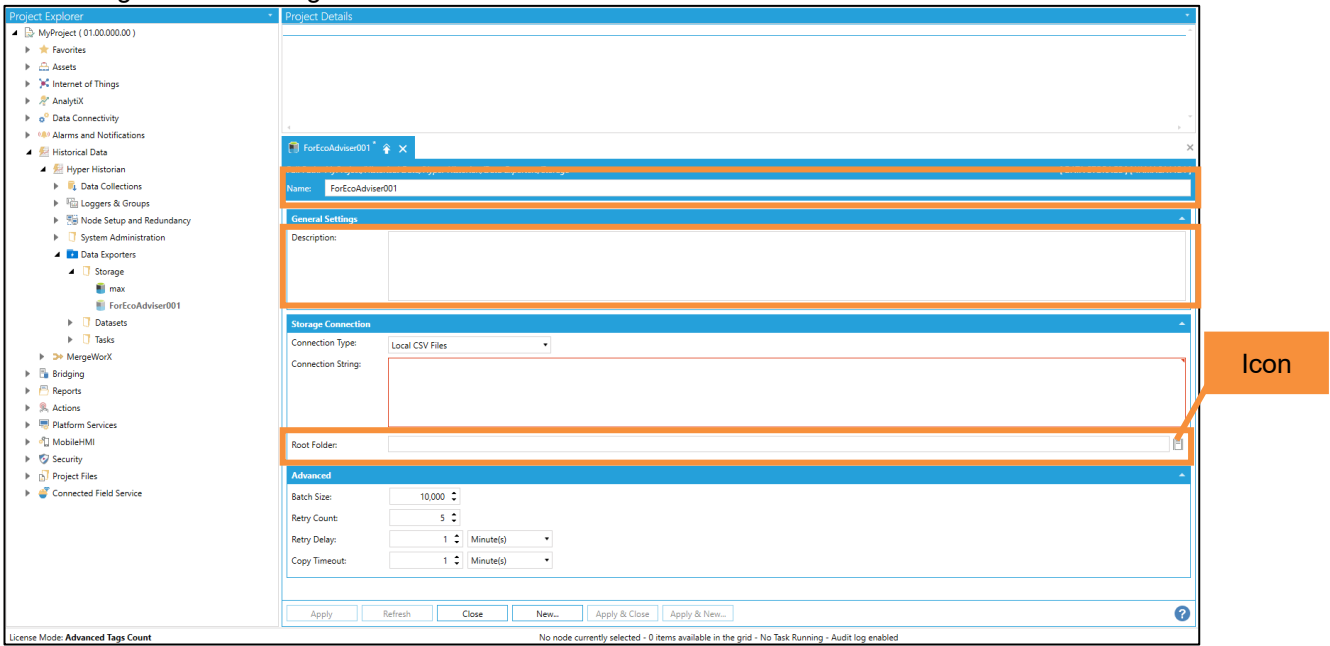 Project Explorer
Project Details
MyProject ( 01.00.000.00 )
Favorites
Assets
Internet of Things
AnalytiX
Data Connectivity
Alarms and Notifications
Historical Data
Hyper Historian
Data Collections
Loggers & Groups
Node Setup and Redundancy
System Administration
Data Exporters
Storage
max
ForEcoAdviser001
Datasets
Tasks
MergeWorX
Bridging
Reports
Actions
Platform Services
MobileHMI
Security
Project Files
Connected Field Service
ForEcoAdviser001 *
Name: ForEcoAdviser001
General Settings
Description:
Storage Connection
Connection Type: Local CSV Files
Connection String:
Root Folder:
Icon
Advanced
Batch Size: 10,000
Retry Count: 5
Retry Delay: 1 Minute(s)
Copy Timeout: 1 Minute(s)
Apply Refresh Close New... Apply & Close Apply & New... ?
License Mode: Advanced Tags Count
No node currently selected - 0 items available in the grid - No Task Running - Audit log enabled